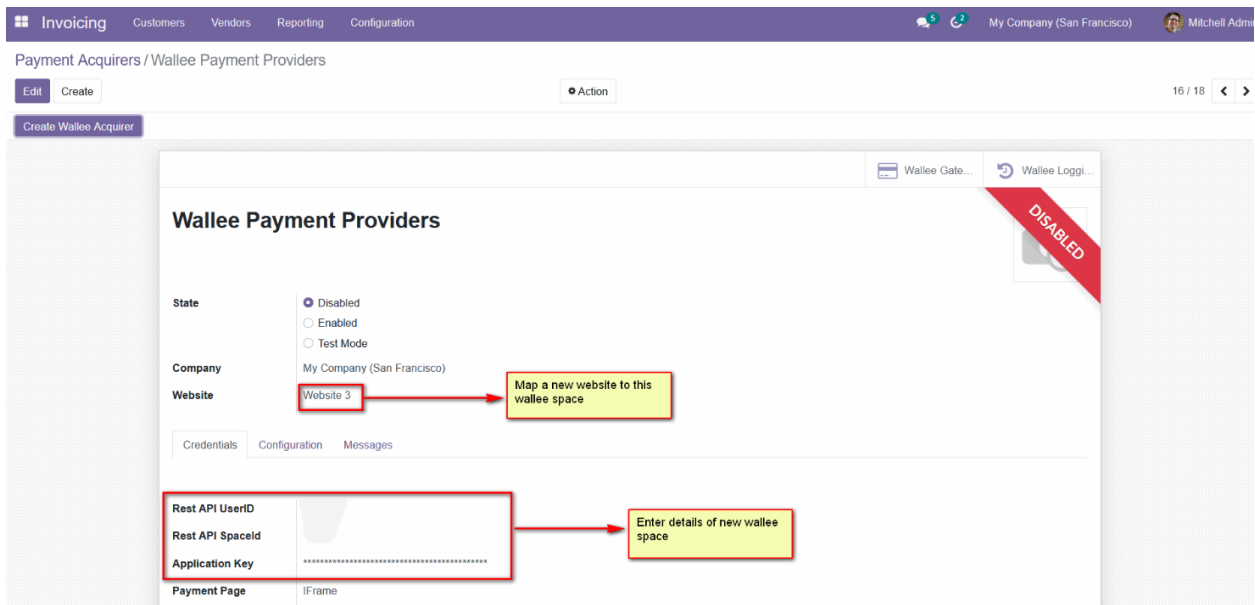 Invoicing Customers Vendors Reporting Configuration 5 2 My Company (San Francisco) Mitchell Admi
Payment Acquirers / Wallee Payment Providers
Edit Create Action 16 / 18
Create Wallee Acquirer
Wallee Gate... Wallee Loggi...
DISABLED
Wallee Payment Providers
State Disabled
Enabled
Test Mode
Company My Company (San Francisco)
Website Website 3
Map a new website to this
wallee space
Credentials Configuration Messages
Rest API UserID
Rest API SpaceId
Application Key ********************************************
Enter details of new wallee
space
Payment Page IFrame